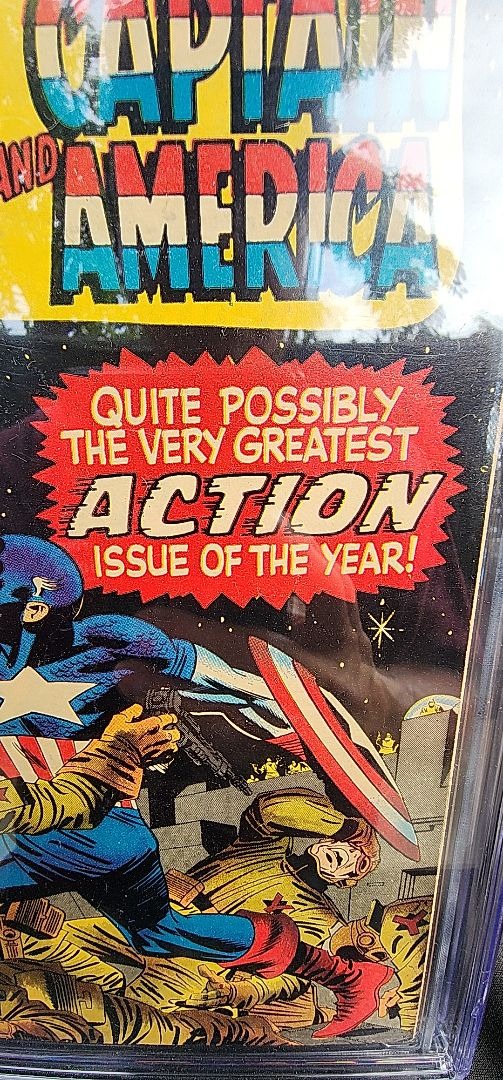 CAPTAIN
AND
AMERICA
QUITE POSSIBLY
THE VERY GREATEST
ACTION
ISSUE OF THE YEAR!